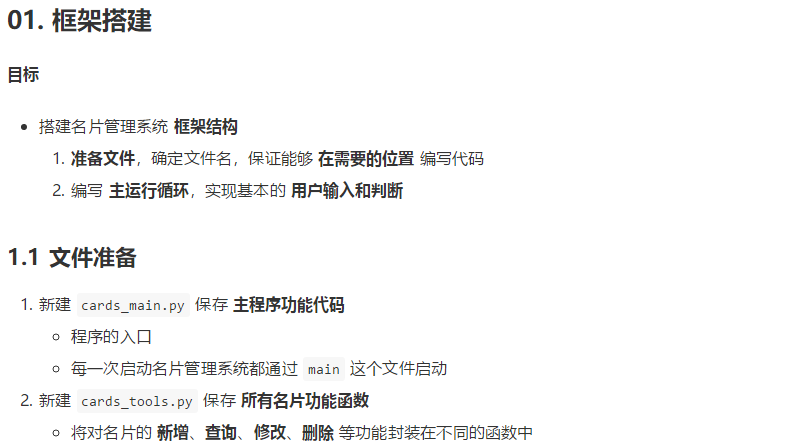 01. 框架搭建
目标
搭建名片管理系统 框架结构
1. 准备文件，确定文件名，保证能够 在需要的位置 编写代码
2. 编写 主运行循环，实现基本的 用户输入和判断
1.1 文件准备
1. 新建 cards_main.py 保存 主程序功能代码
程序的入口
每一次启动名片管理系统都通过 main 这个文件启动
2. 新建 cards_tools.py 保存 所有名片功能函数
将对名片的 新增、查询、修改、删除 等功能封装在不同的函数中